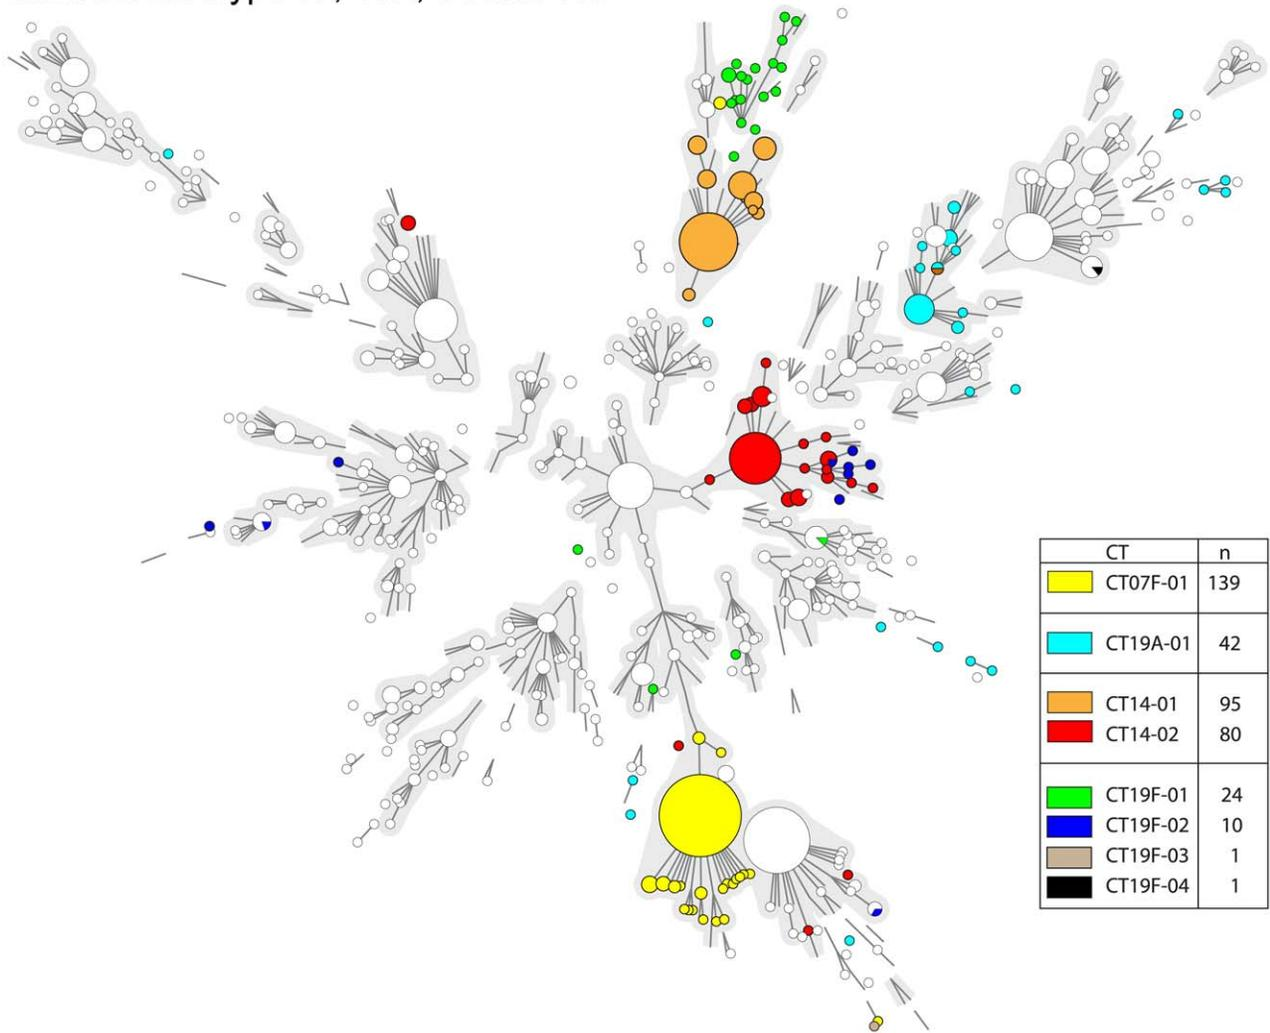 CT n
CT07F-01 139
CT19A-01 42
CT14-01 95
CT14-02 80
CT19F-01 24
CT19F-02 10
CT19F-03 1
CT19F-04 1